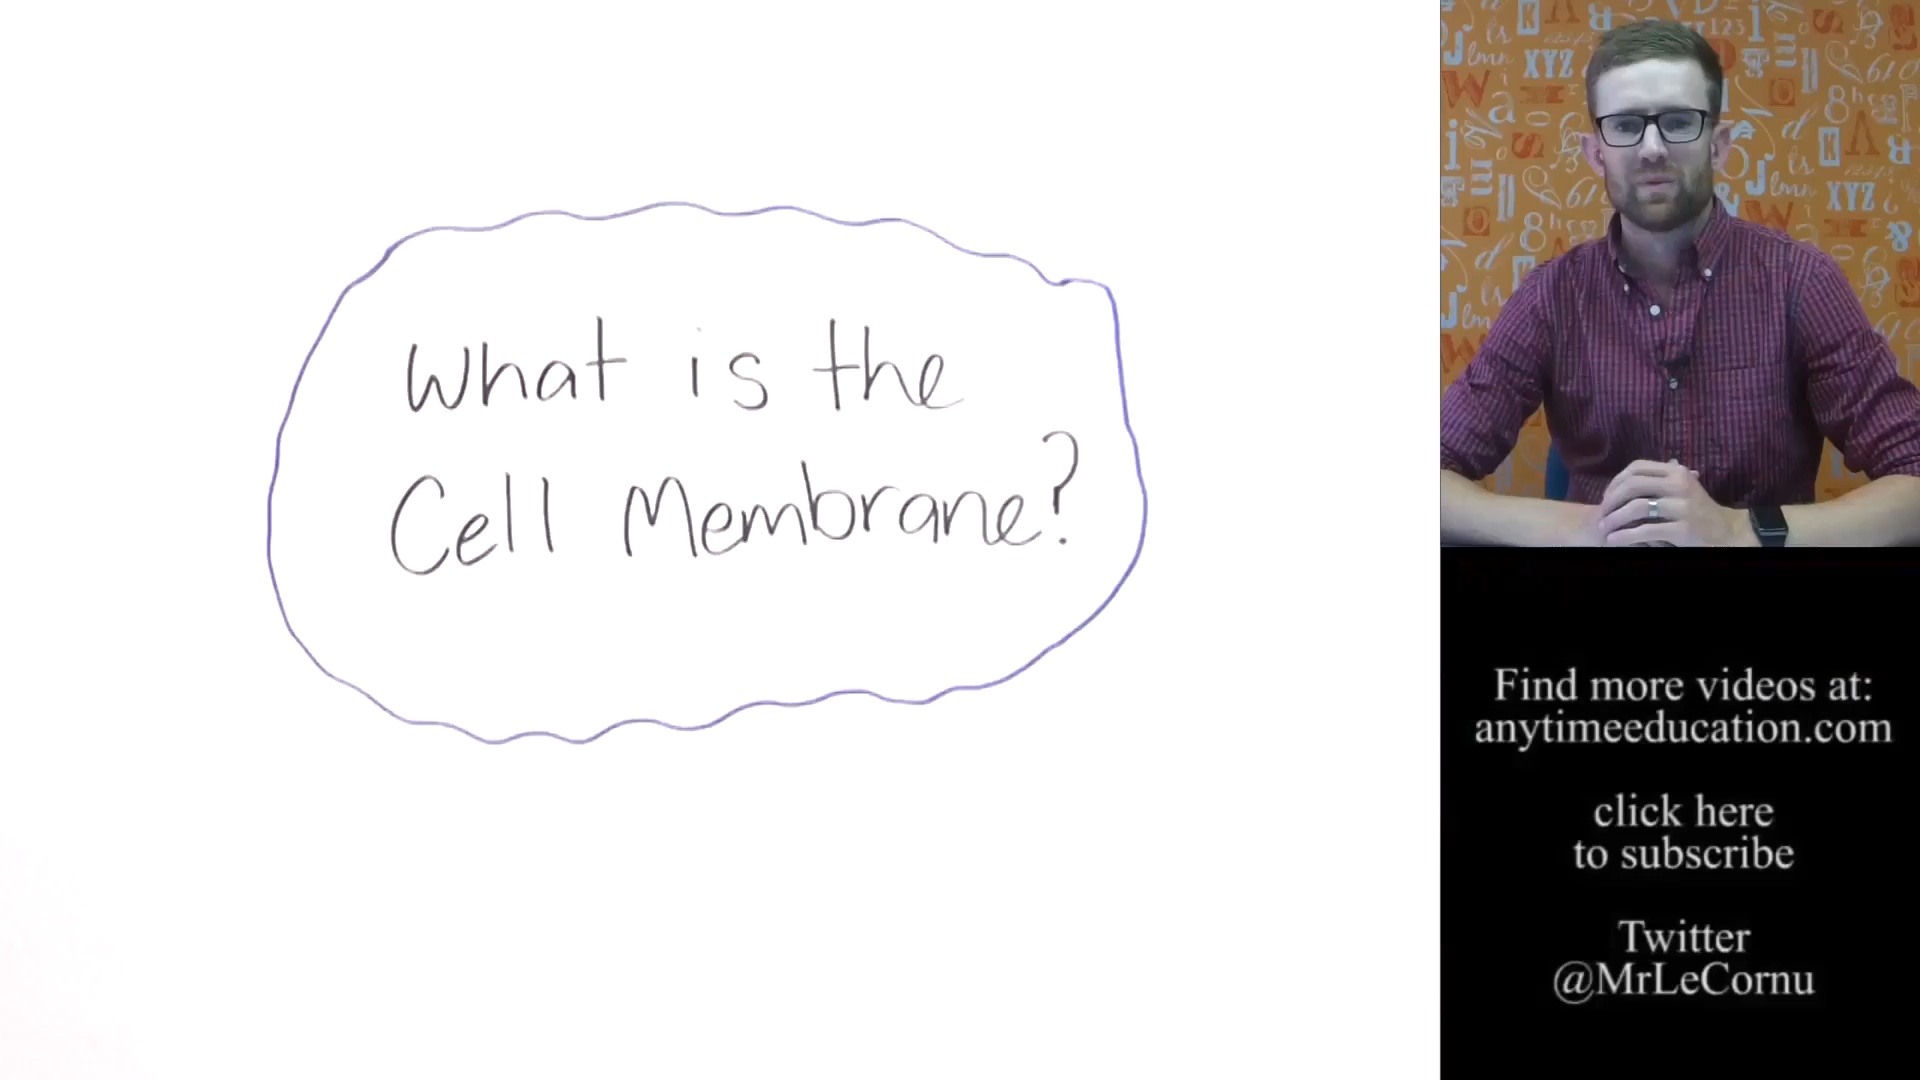 What is the
Cell Membrane?
Find more videos at:
anytimeeducation.com
click here
to subscribe
Twitter
@MrLeCornu